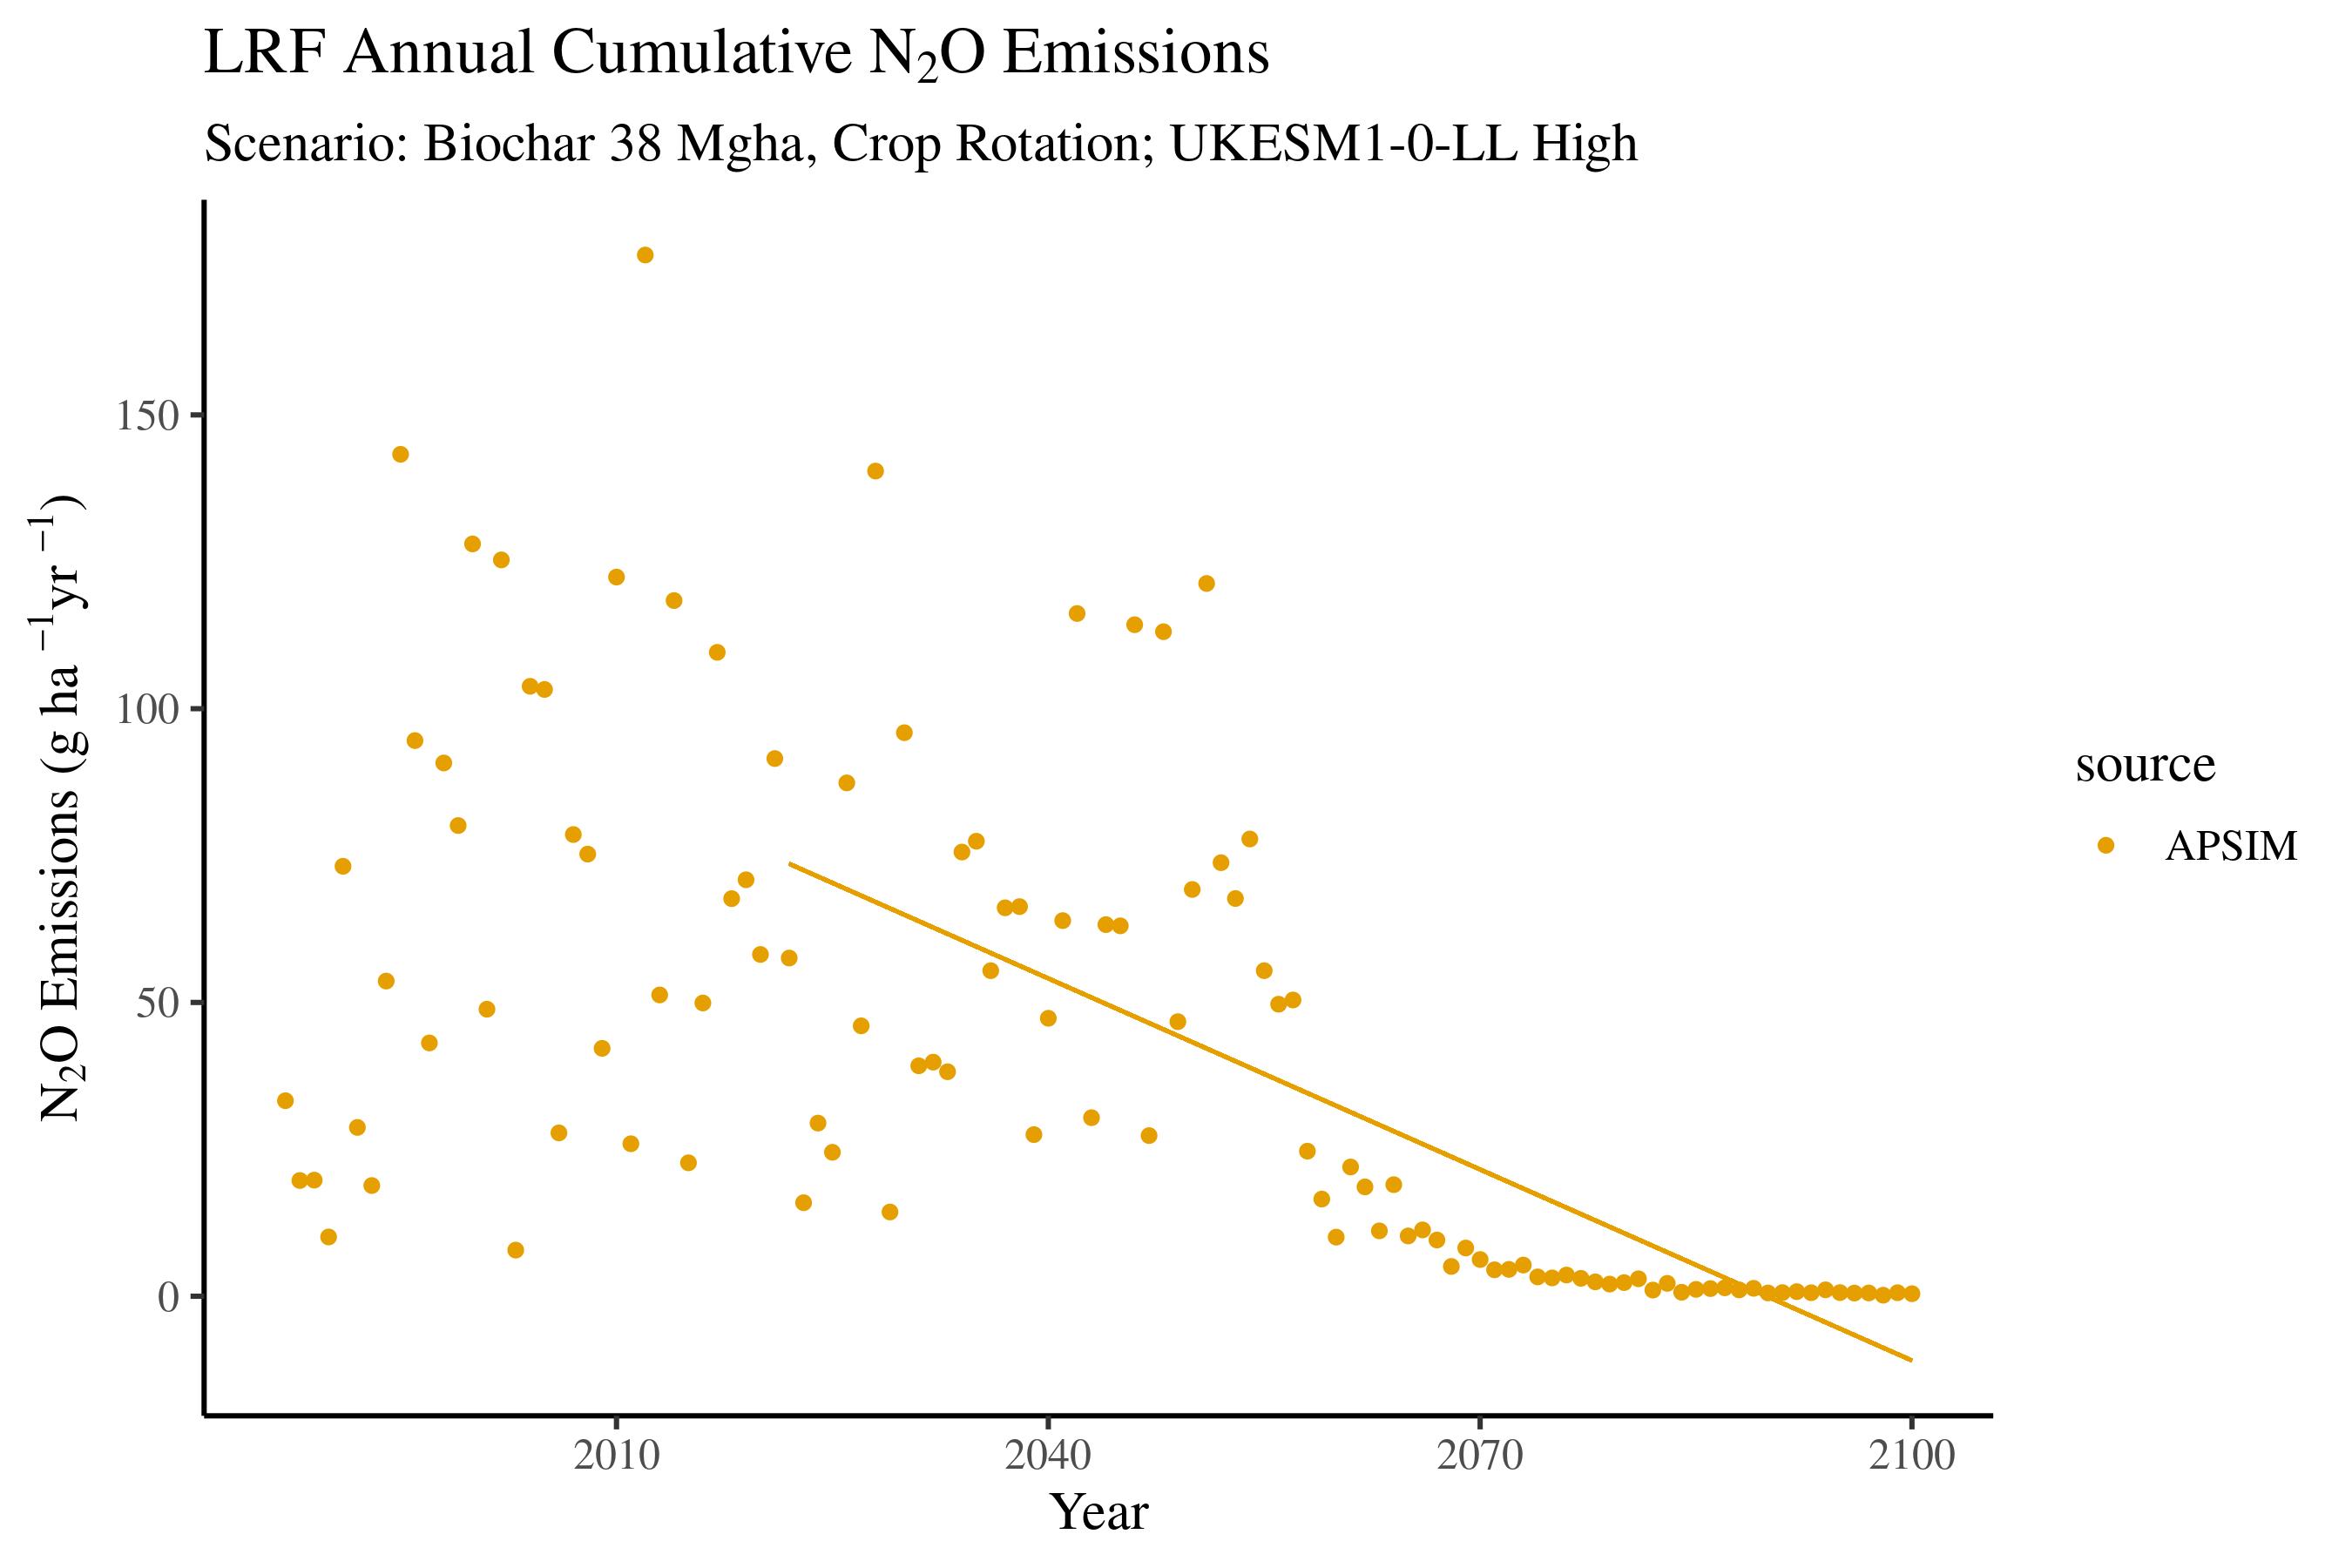 LRF Annual Cumulative N₂O Emissions
Scenario: Biochar 38 Mgha, Crop Rotation; UKESM1-0-LL High
N₂O Emissions (g ha⁻¹yr⁻¹)
150
100
50
0
2010 2040 2070 2100
Year
source
APSIM